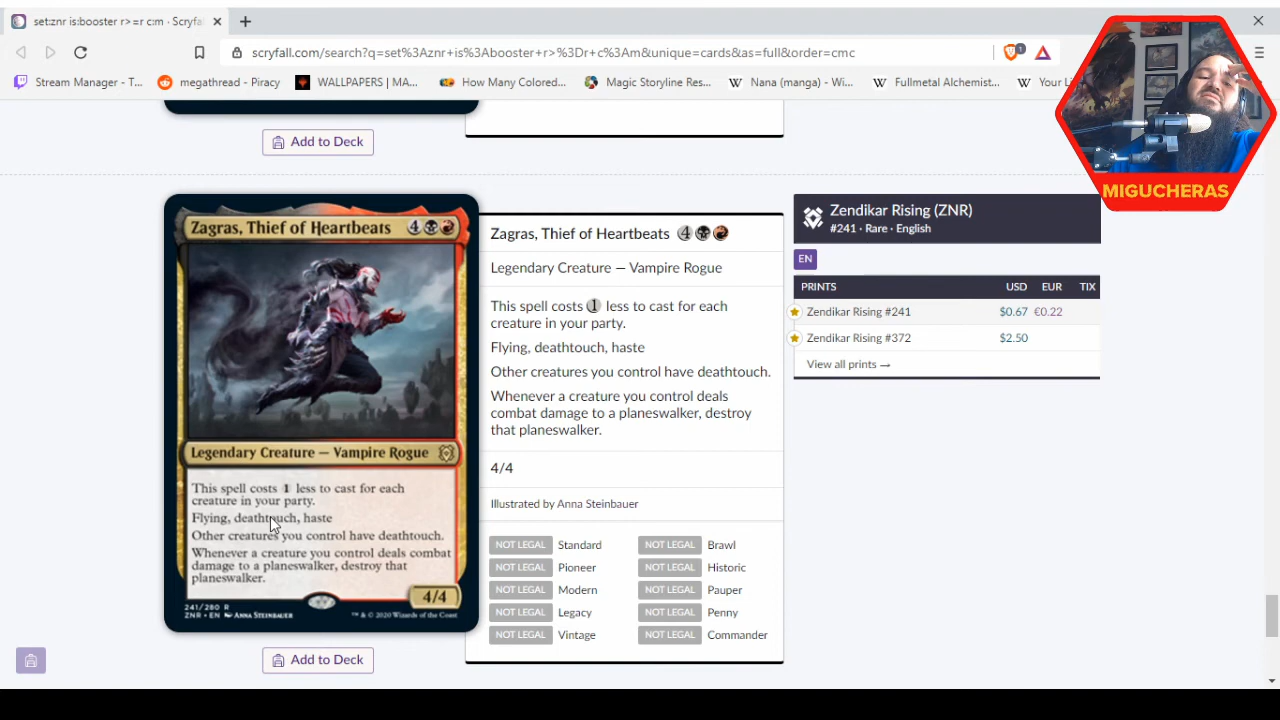 set:znr is:booster r>=r c:m · Scryfa
scryfall.com/search?q=set%3Aznr+is%3Abooster+r>%3Dr+c%3Am&unique=cards&as=full&order=cmc
1
Stream Manager - T...
megathread - Piracy
WALLPAPERS | MA...
How Many Colored...
Magic Storyline Res...
Nana (manga) - Wi...
Fullmetal Alchemist...
Your Li
MIGUCHERAS
Add to Deck
Zagras, Thief of Heartbeats 4
Legendary Creature — Vampire Rogue
This spell costs 1 less to cast for each
creature in your party.
Flying, deathtouch, haste
Other creatures you control have deathtouch.
Whenever a creature you control deals combat
damage to a planeswalker, destroy that
planeswalker.
4/4
241/280 R
ZNR • EN Anna Steinbauer
™ & © 2020 Wizards of the Coast
Add to Deck
Zagras, Thief of Heartbeats 4
Legendary Creature — Vampire Rogue
This spell costs 1 less to cast for each
creature in your party.
Flying, deathtouch, haste
Other creatures you control have deathtouch.
Whenever a creature you control deals
combat damage to a planeswalker, destroy
that planeswalker.
4/4
Illustrated by Anna Steinbauer
NOT LEGAL Standard NOT LEGAL Brawl
NOT LEGAL Pioneer NOT LEGAL Historic
NOT LEGAL Modern NOT LEGAL Pauper
NOT LEGAL Legacy NOT LEGAL Penny
NOT LEGAL Vintage NOT LEGAL Commander
Zendikar Rising (ZNR)
#241 · Rare · English
EN
PRINTS USD EUR TIX
Zendikar Rising #241 $0.67 €0.22
Zendikar Rising #372 $2.50
View all prints →